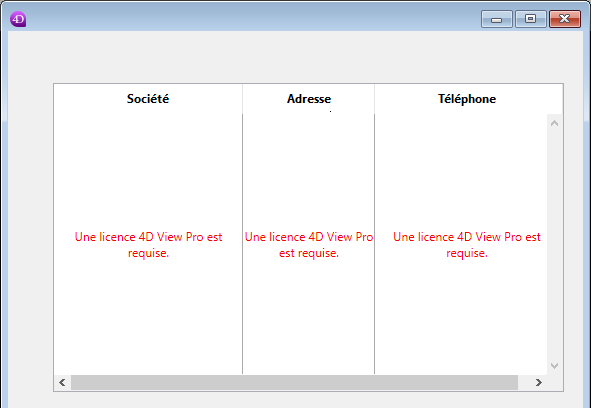 4D
Société Adresse Téléphone
Une licence 4D View Pro est Une licence 4D View Pro Une licence 4D View Pro est
requise. est requise. requise.